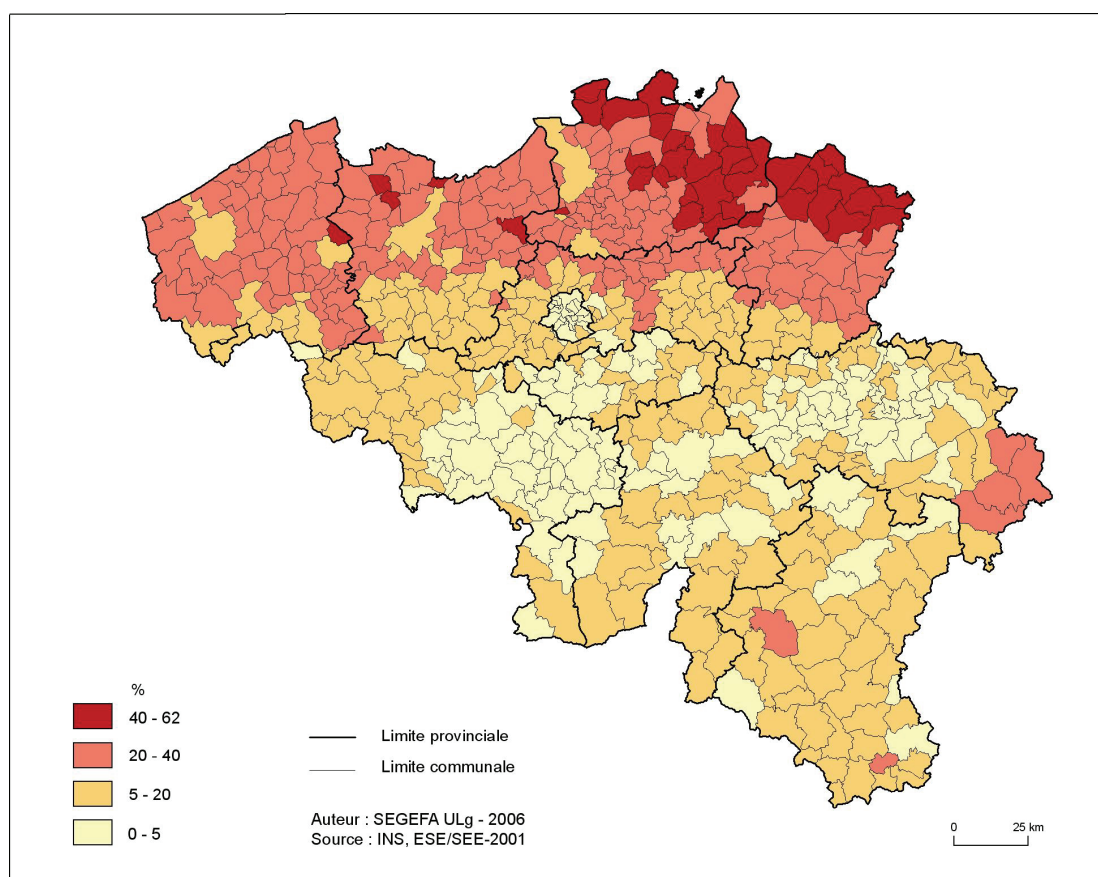 %
40 - 62
20 - 40
5 - 20
0 - 5
Limite provinciale
Limite communale
Auteur : SEGEFA ULg - 2006
Source : INS, ESE/SEE-2001
0 25 km